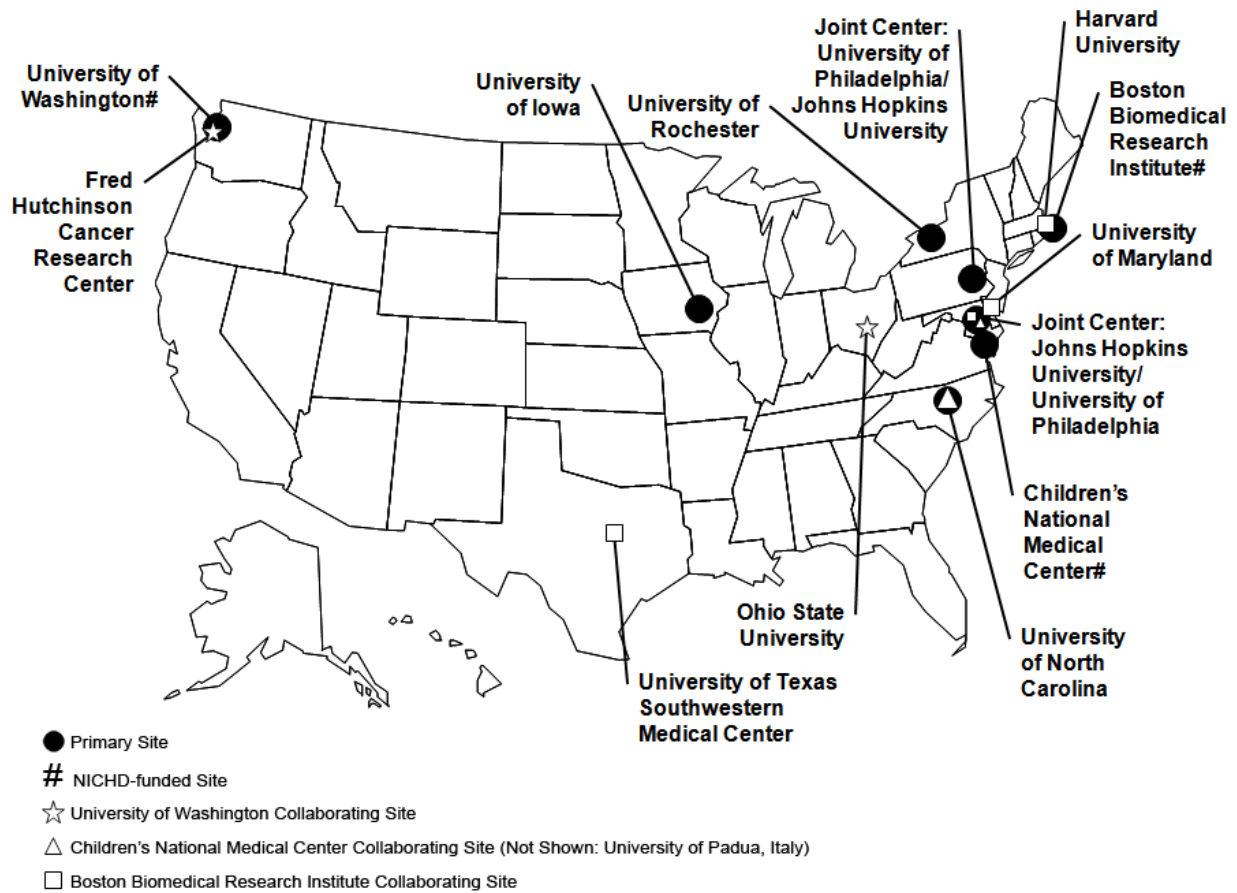 Joint Center:
University of
Philadelphia/
Johns Hopkins
University
Harvard
University
University of
Washington#
University
of Iowa
University of
Rochester
Boston
Biomedical
Research
Institute#
Fred
Hutchinson
Cancer
Research
Center
University
of Maryland
Joint Center:
Johns Hopkins
University/
University of
Philadelphia
Children's
National
Medical
Center#
Ohio State
University
University
of North
Carolina
University of Texas
Southwestern
Medical Center
Primary Site
# NICHD-funded Site
University of Washington Collaborating Site
Children's National Medical Center Collaborating Site (Not Shown: University of Padua, Italy)
Boston Biomedical Research Institute Collaborating Site